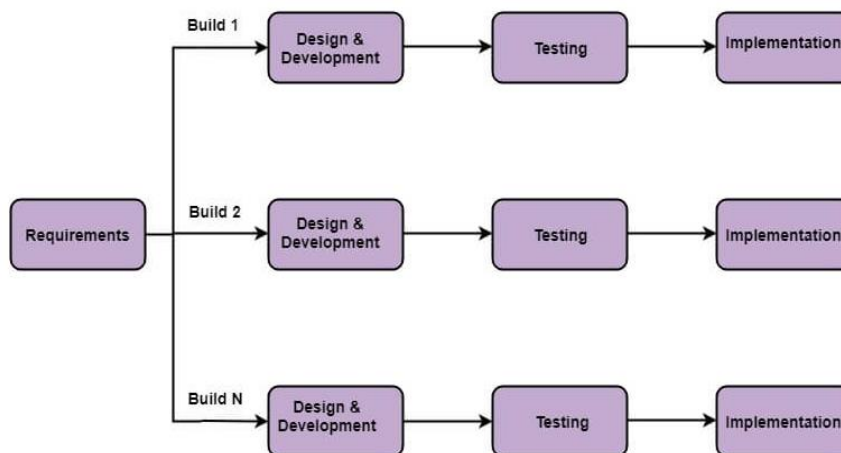 Build 1
Design &
Development
Testing
Implementation
Requirements
Build 2
Design &
Development
Testing
Implementation
Build N
Design &
Development
Testing
Implementation